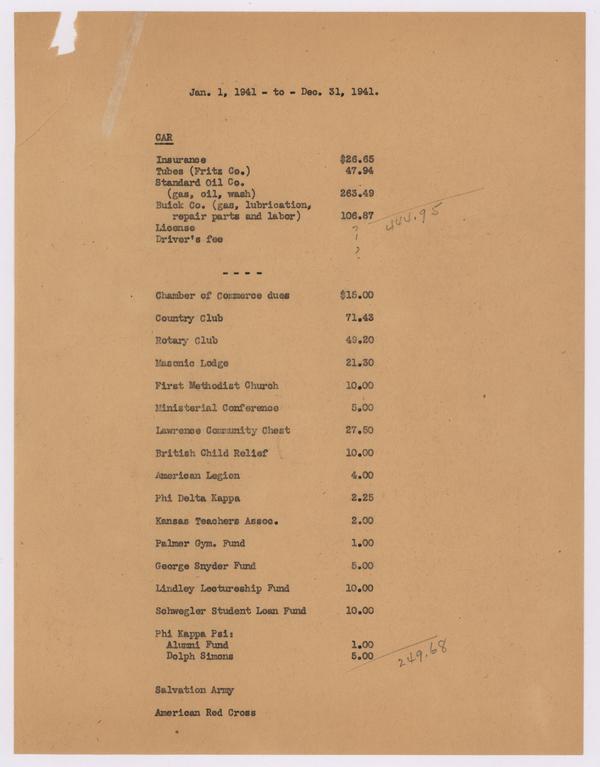 Jan. 1, 1941 - to - Dec. 31, 1941.
CAR
Insurance $26.65
Tubes (Fritz Co.) 47.94
Standard Oil Co.
(gas, oil, wash) 263.49
Buick Co. (gas, lubrication,
repair parts and labor) 106.87
444.95
License ?
Driver's fee ?
- - - -
Chamber of Commerce dues $15.00
Country Club 71.43
Rotary Club 49.20
Masonic Lodge 21.30
First Methodist Church 10.00
Ministerial Conference 5.00
Lawrence Community Chest 27.50
British Child Relief 10.00
American Legion 4.00
Phi Delta Kappa 2.25
Kansas Teachers Assoc. 2.00
Palmer Gym. Fund 1.00
George Snyder Fund 5.00
Lindley Lectureship Fund 10.00
Schwegler Student Loan Fund 10.00
Phi Kappa Psi:
Alumni Fund 1.00
Dolph Simons 5.00
249.68
Salvation Army
American Red Cross